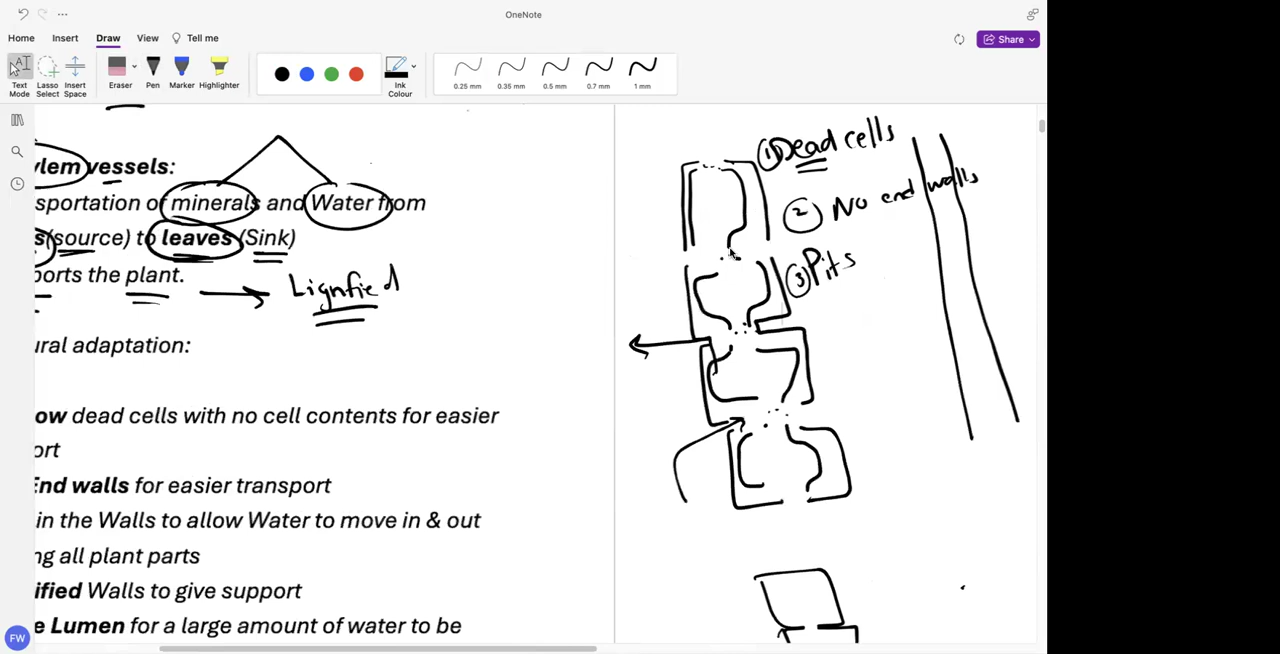 OneNote
Home Insert Draw View Tell me
Share
Text Mode
Lasso Select
Insert Space
Eraser
Pen
Marker
Highlighter
Ink Colour
0.25 mm
0.35 mm
0.5 mm
0.7 mm
1 mm
ylem vessels:
sportation of minerals and Water from
s(source) to leaves (Sink)
ports the plant.
Lignfied
ural adaptation:
ow dead cells with no cell contents for easier
ort
End walls for easier transport
in the Walls to allow Water to move in & out
ng all plant parts
ified Walls to give support
e Lumen for a large amount of water to be
① Dead cells
② No end walls
③ Pits
FW